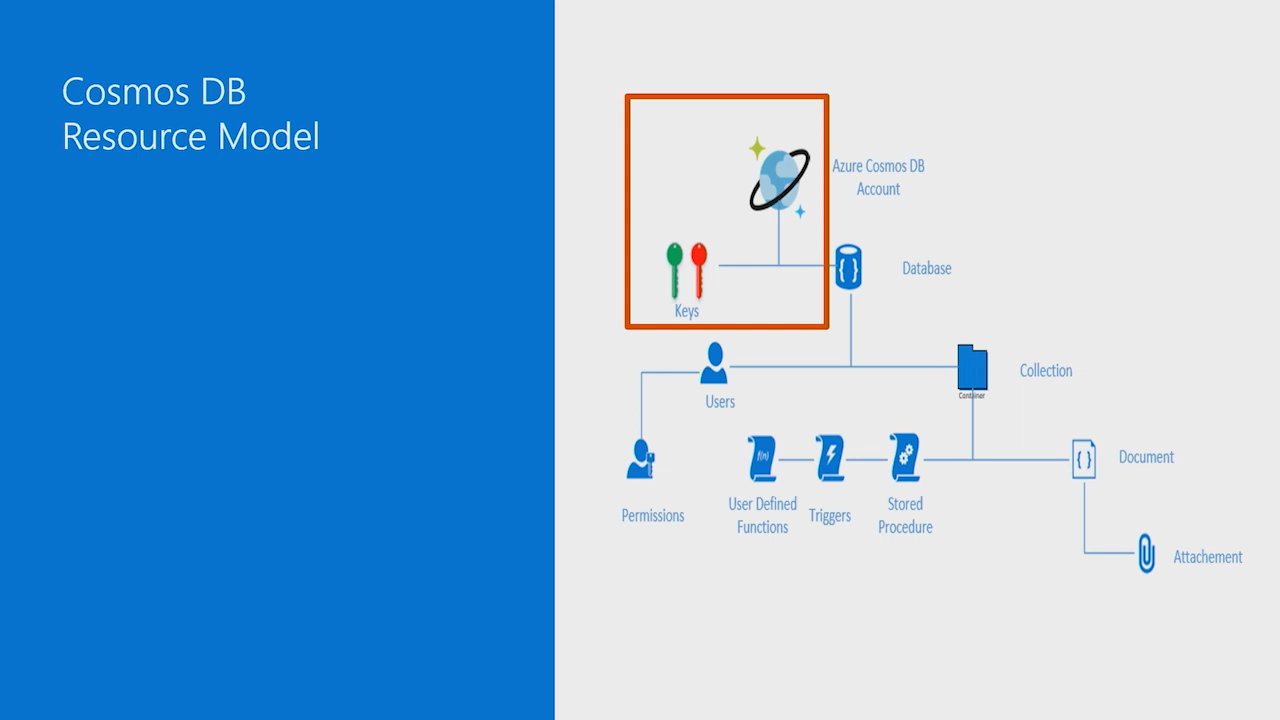 Cosmos DB
Resource Model
Azure Cosmos DB
Account
Keys
Database
Users
Collection
Container
Permissions
f(n)
User Defined
Functions
Triggers
Stored
Procedure
{ }
Document
Attachement